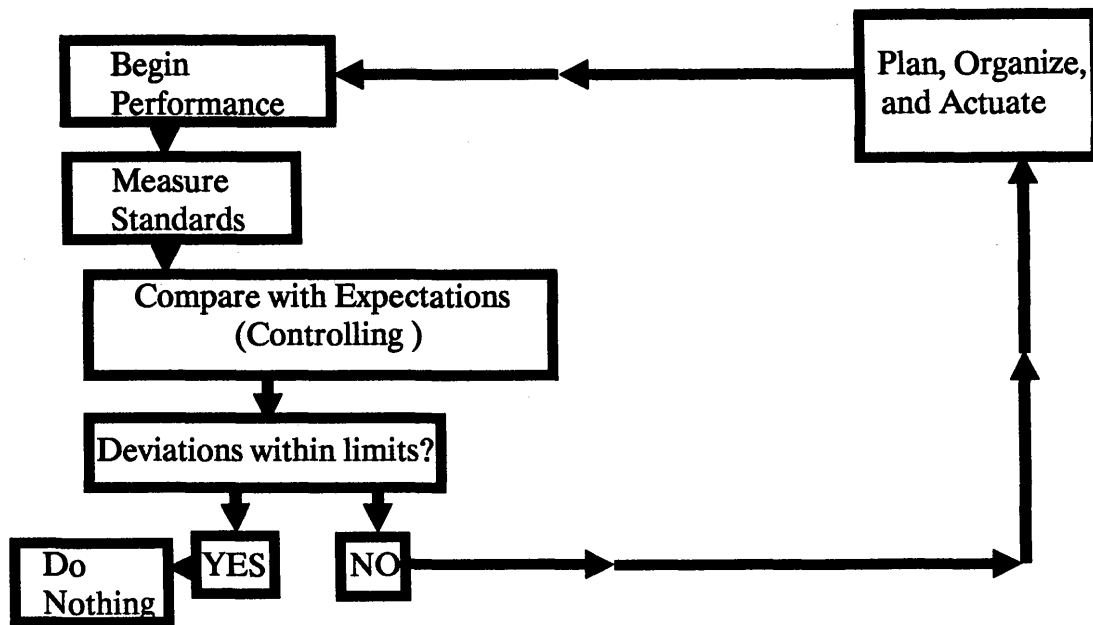 Begin
Performance
Plan, Organize,
and Actuate
Measure
Standards
Compare with Expectations
(Controlling )
Deviations within limits?
YES
NO
Do
Nothing